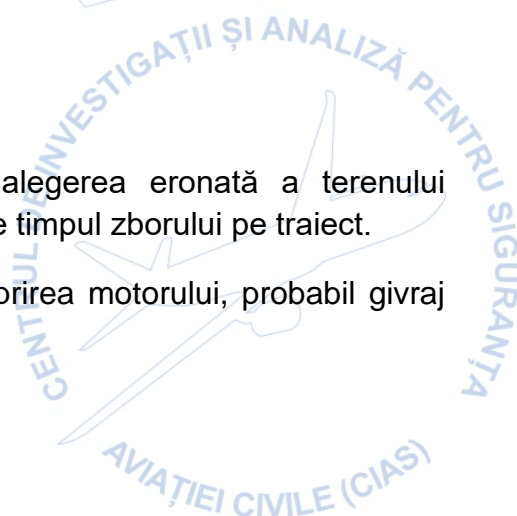 CENTRUL DE INVESTIGAȚII ȘI ANALIZĂ PENTRU SIGURANȚA
alegerea eronată a terenului
timpul zborului pe traiect.
motorului, probabil givraj
AVIAȚIEI CIVILE (CIAS)